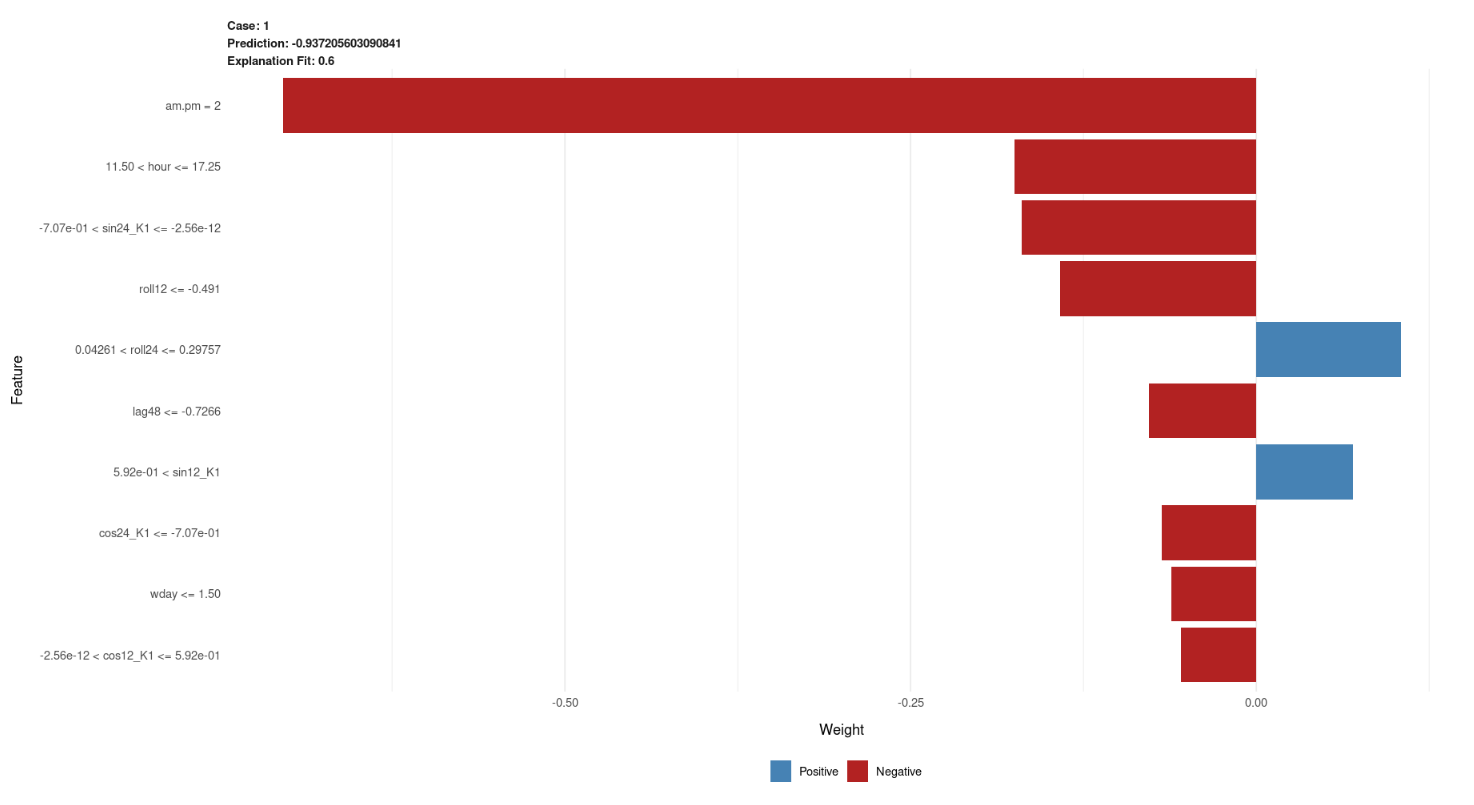 Case: 1
Prediction: -0.937205603090841
Explanation Fit: 0.6
am.pm = 2
11.50 < hour <= 17.25
-7.07e-01 < sin24_K1 <= -2.56e-12
roll12 <= -0.491
0.04261 < roll24 <= 0.29757
lag48 <= -0.7266
5.92e-01 < sin12_K1
cos24_K1 <= -7.07e-01
wday <= 1.50
-2.56e-12 < cos12_K1 <= 5.92e-01
Feature
-0.50 -0.25 0.00
Weight
Positive Negative